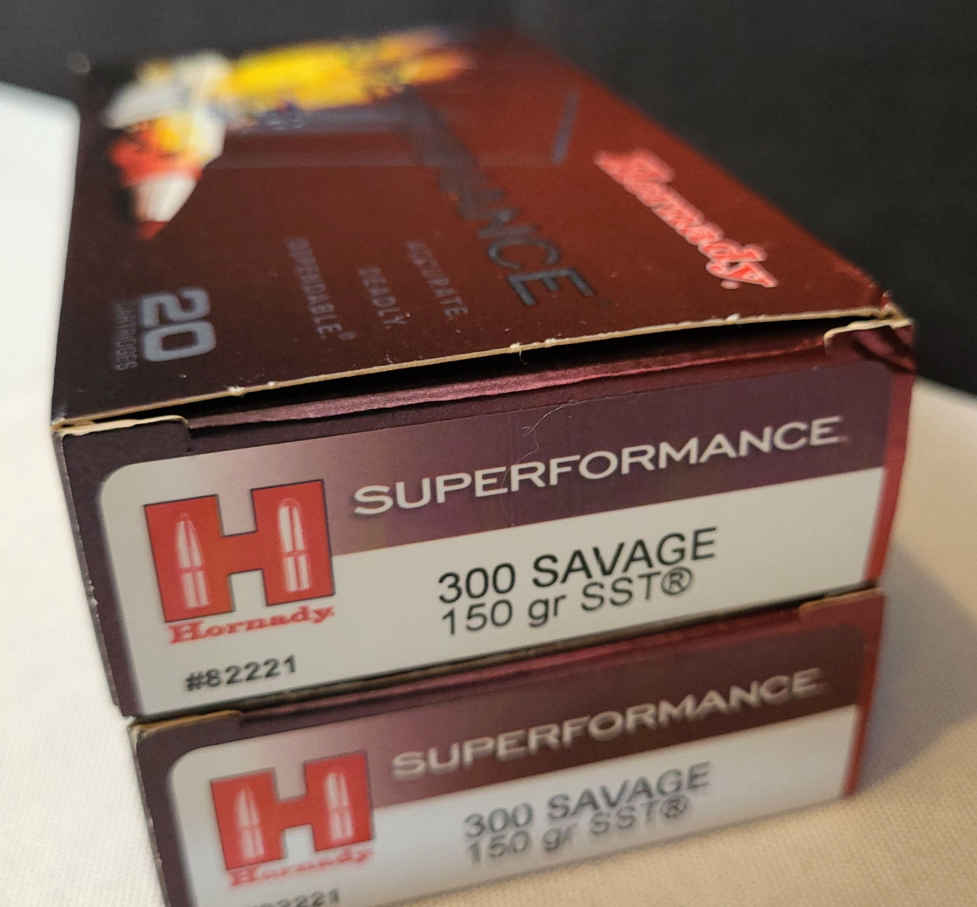 Hornady.
ACCURATE.
DEADLY.
DEPENDABLE.
20
CARTRIDGES
SUPERFORMANCE
300 SAVAGE
150 gr SST®
Hornady.
#82221
SUPERFORMANCE
300 SAVAGE
150 gr SST®
Hornady